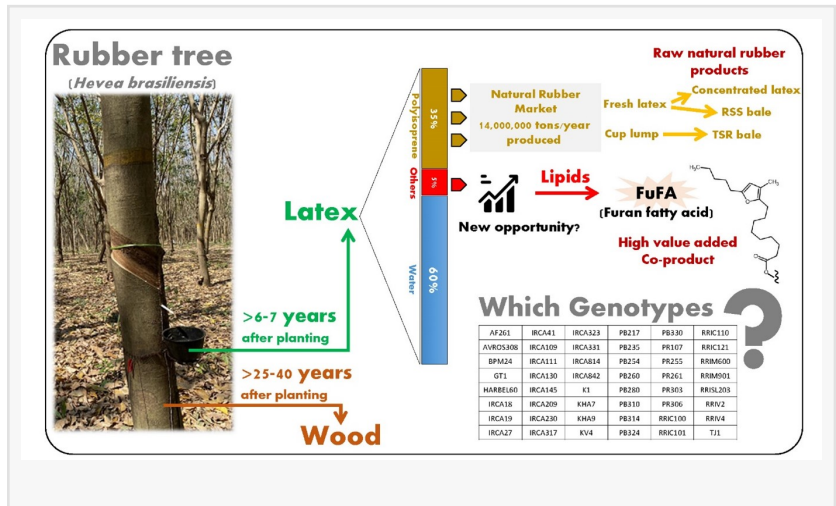 Rubber tree
(Hevea brasiliensis)
Latex
>6-7 years
after planting
>25-40 years
after planting
Wood
Polyisoprene
35%
Others
5%
Water
60%
Natural Rubber
Market
14,000,000 tons/year
produced
Raw natural rubber
products
Fresh latex
Concentrated latex
RSS bale
Cup lump
TSR bale
New opportunity?
Lipids
FuFA
(Furan fatty acid)
High value added
Co-product
H₃C
CH₃
O
O
O
Which Genotypes ?
AF261 IRCA41 IRCA323 PB217 PB330 RRIC110
AVROS308 IRCA109 IRCA331 PB235 PR107 RRIC121
BPM24 IRCA111 IRCA814 PB254 PR255 RRIM600
GT1 IRCA130 IRCA842 PB260 PR261 RRIM901
HARBEL60 IRCA145 K1 PB280 PR303 RRISL203
IRCA18 IRCA209 KHA7 PB310 PR306 RRIV2
IRCA19 IRCA230 KHA9 PB314 RRIC100 RRIV4
IRCA27 IRCA317 KV4 PB324 RRIC101 TJ1